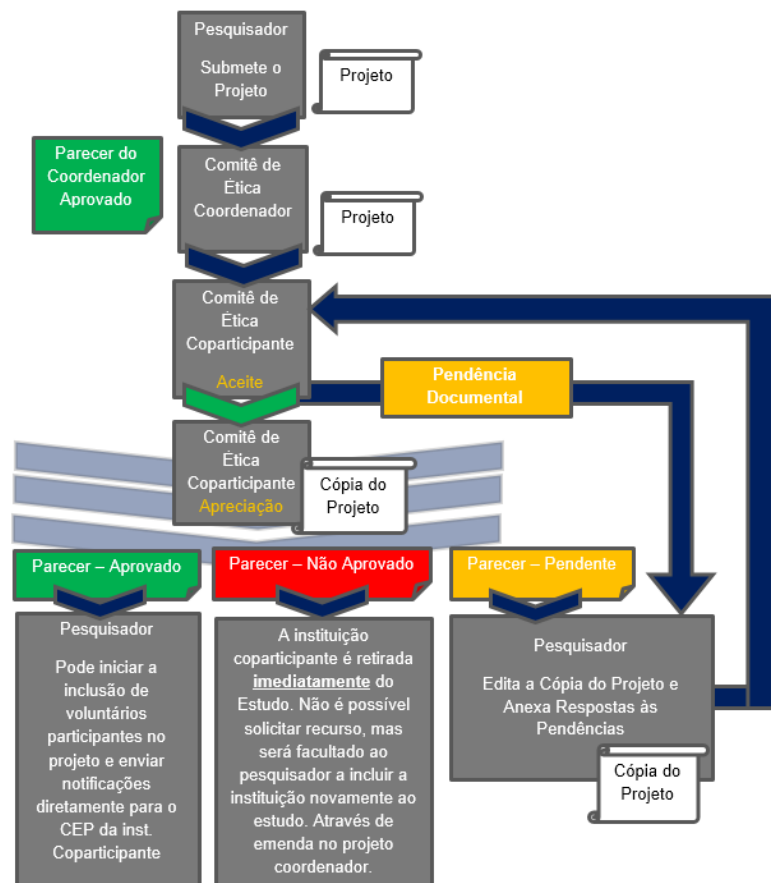 Pesquisador
Submete o
Projeto
Projeto
Parecer do
Coordenador
Aprovado
Comitê de
Ética
Coordenador
Projeto
Comitê de
Ética
Coparticipante
Aceite
Pendência
Documental
Comitê de
Ética
Coparticipante
Apreciação
Cópia do
Projeto
Parecer – Aprovado
Parecer – Não Aprovado
Parecer – Pendente
Pesquisador
Pode iniciar a
inclusão de
voluntários
participantes no
projeto e enviar
notificações
diretamente para o
CEP da inst.
Coparticipante
A instituição
coparticipante é retirada
imediatamente do
Estudo. Não é possível
solicitar recurso, mas
será facultado ao
pesquisador a incluir a
instituição novamente ao
estudo. Através de
emenda no projeto
coordenador.
Pesquisador
Edita a Cópia do Projeto e
Anexa Respostas às
Pendências
Cópia do
Projeto